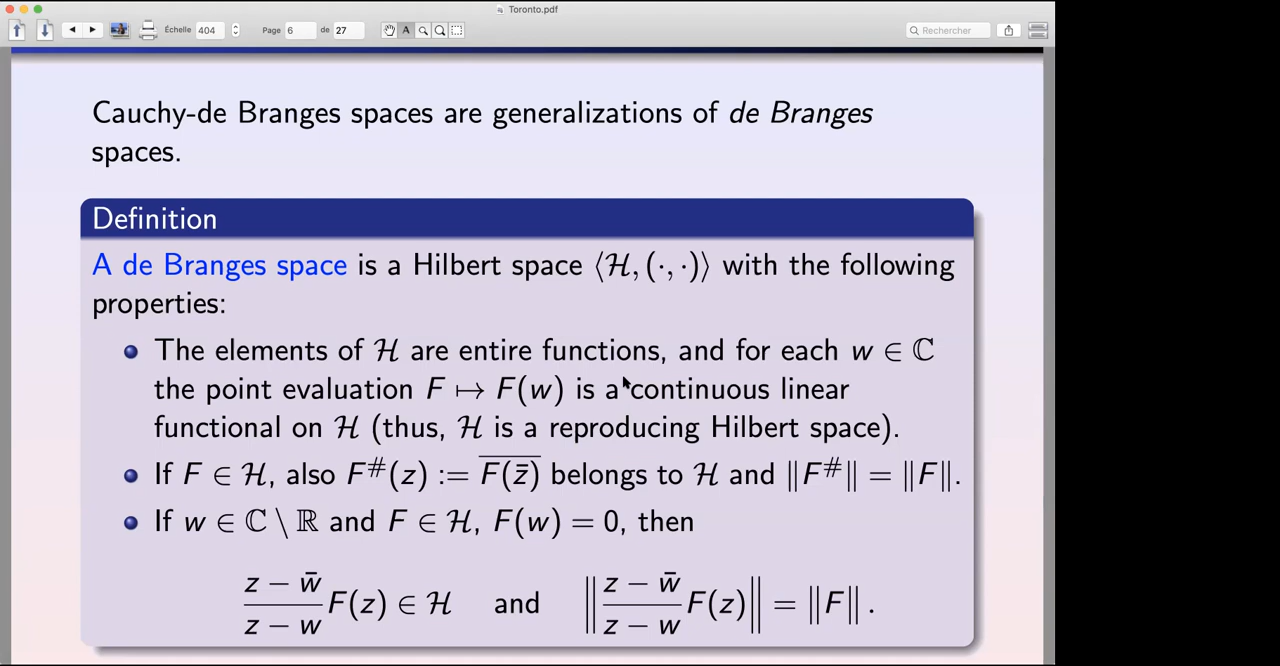 Toronto.pdf
Échelle 404 Page 6 de 27 Rechercher
Cauchy-de Branges spaces are generalizations of de Branges
spaces.
Definition
A de Branges space is a Hilbert space ⟨ℋ, (·, ·)⟩ with the following
properties:
The elements of ℋ are entire functions, and for each w ∈ ℂ
the point evaluation F ↦ F(w) is a continuous linear
functional on ℋ (thus, ℋ is a reproducing Hilbert space).
If F ∈ ℋ, also F^#(z) := \overline{F(z̄)} belongs to ℋ and ‖F^#‖ = ‖F‖.
If w ∈ ℂ \ ℝ and F ∈ ℋ, F(w) = 0, then
\frac{z − w̄}{z − w} F(z) ∈ ℋ and ‖\frac{z − w̄}{z − w} F(z)‖ = ‖F‖ .